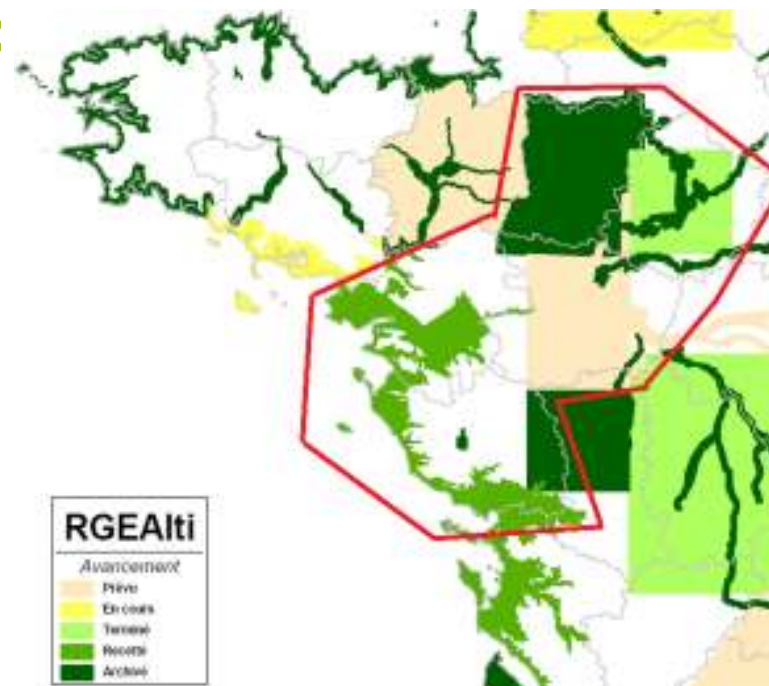 RGEAlti
Avancement
Prévu
En cours
Terminé
Recetté
Archivé